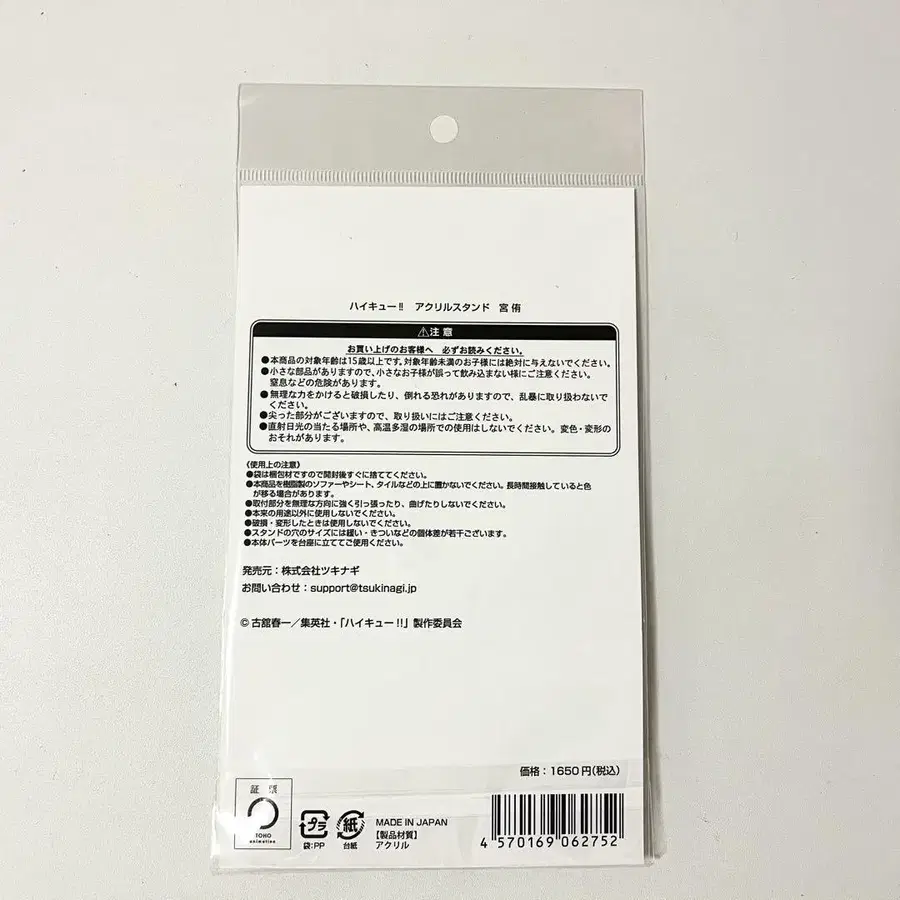 ハイキュー!! アクリルスタンド 宮 侑
⚠注 意
お買い上げのお客様へ 必ずお読みください。
●本商品の対象年齢は15歳以上です。対象年齢未満のお子様には絶対に与えないでください。
●小さな部品がありますので、小さなお子様が誤って飲み込まない様にご注意ください。
窒息などの危険があります。
●無理な力をかけると破損したり、倒れる恐れがありますので、乱暴に取り扱わないで
ください。
●尖った部分がございますので、取り扱いにはご注意ください。
●直射日光の当たる場所や、高温多湿の場所での使用はしないでください。変色・変形の
おそれがあります。
《使用上の注意》
●袋は梱包材ですので開封後すぐに捨ててください。
●本商品を樹脂製のソファーやシート、タイルなどの上に置かないでください。長時間接触していると色
が移る場合があります。
●取付部分を無理な方向に強く引っ張ったり、曲げたりしないでください。
●本来の用途以外に使用しないでください。
●破損・変形したときは使用しないでください。
●スタンドの穴のサイズには緩い・きついなどの個体差が若干ございます。
●本体パーツを台座に立ててご使用ください。
発売元:株式会社ツキナギ
お問い合わせ:support@tsukinagi.jp
© 古舘春一/集英社・「ハイキュー!!」製作委員会
価格:1650円(税込)
証 票
TOHO
animation
プラ
袋:PP
紙
台紙
MADE IN JAPAN
【製品材質】
アクリル
4 570169 062752